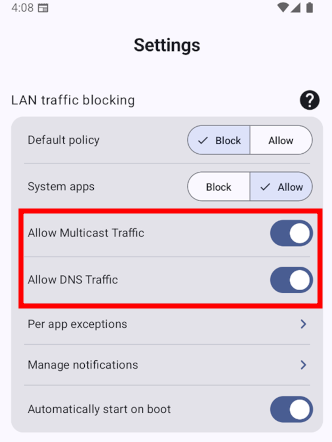 4:08
Settings
LAN traffic blocking
?
Default policy Block Allow
System apps Block Allow
Allow Multicast Traffic
Allow DNS Traffic
Per app exceptions
Manage notifications
Automatically start on boot